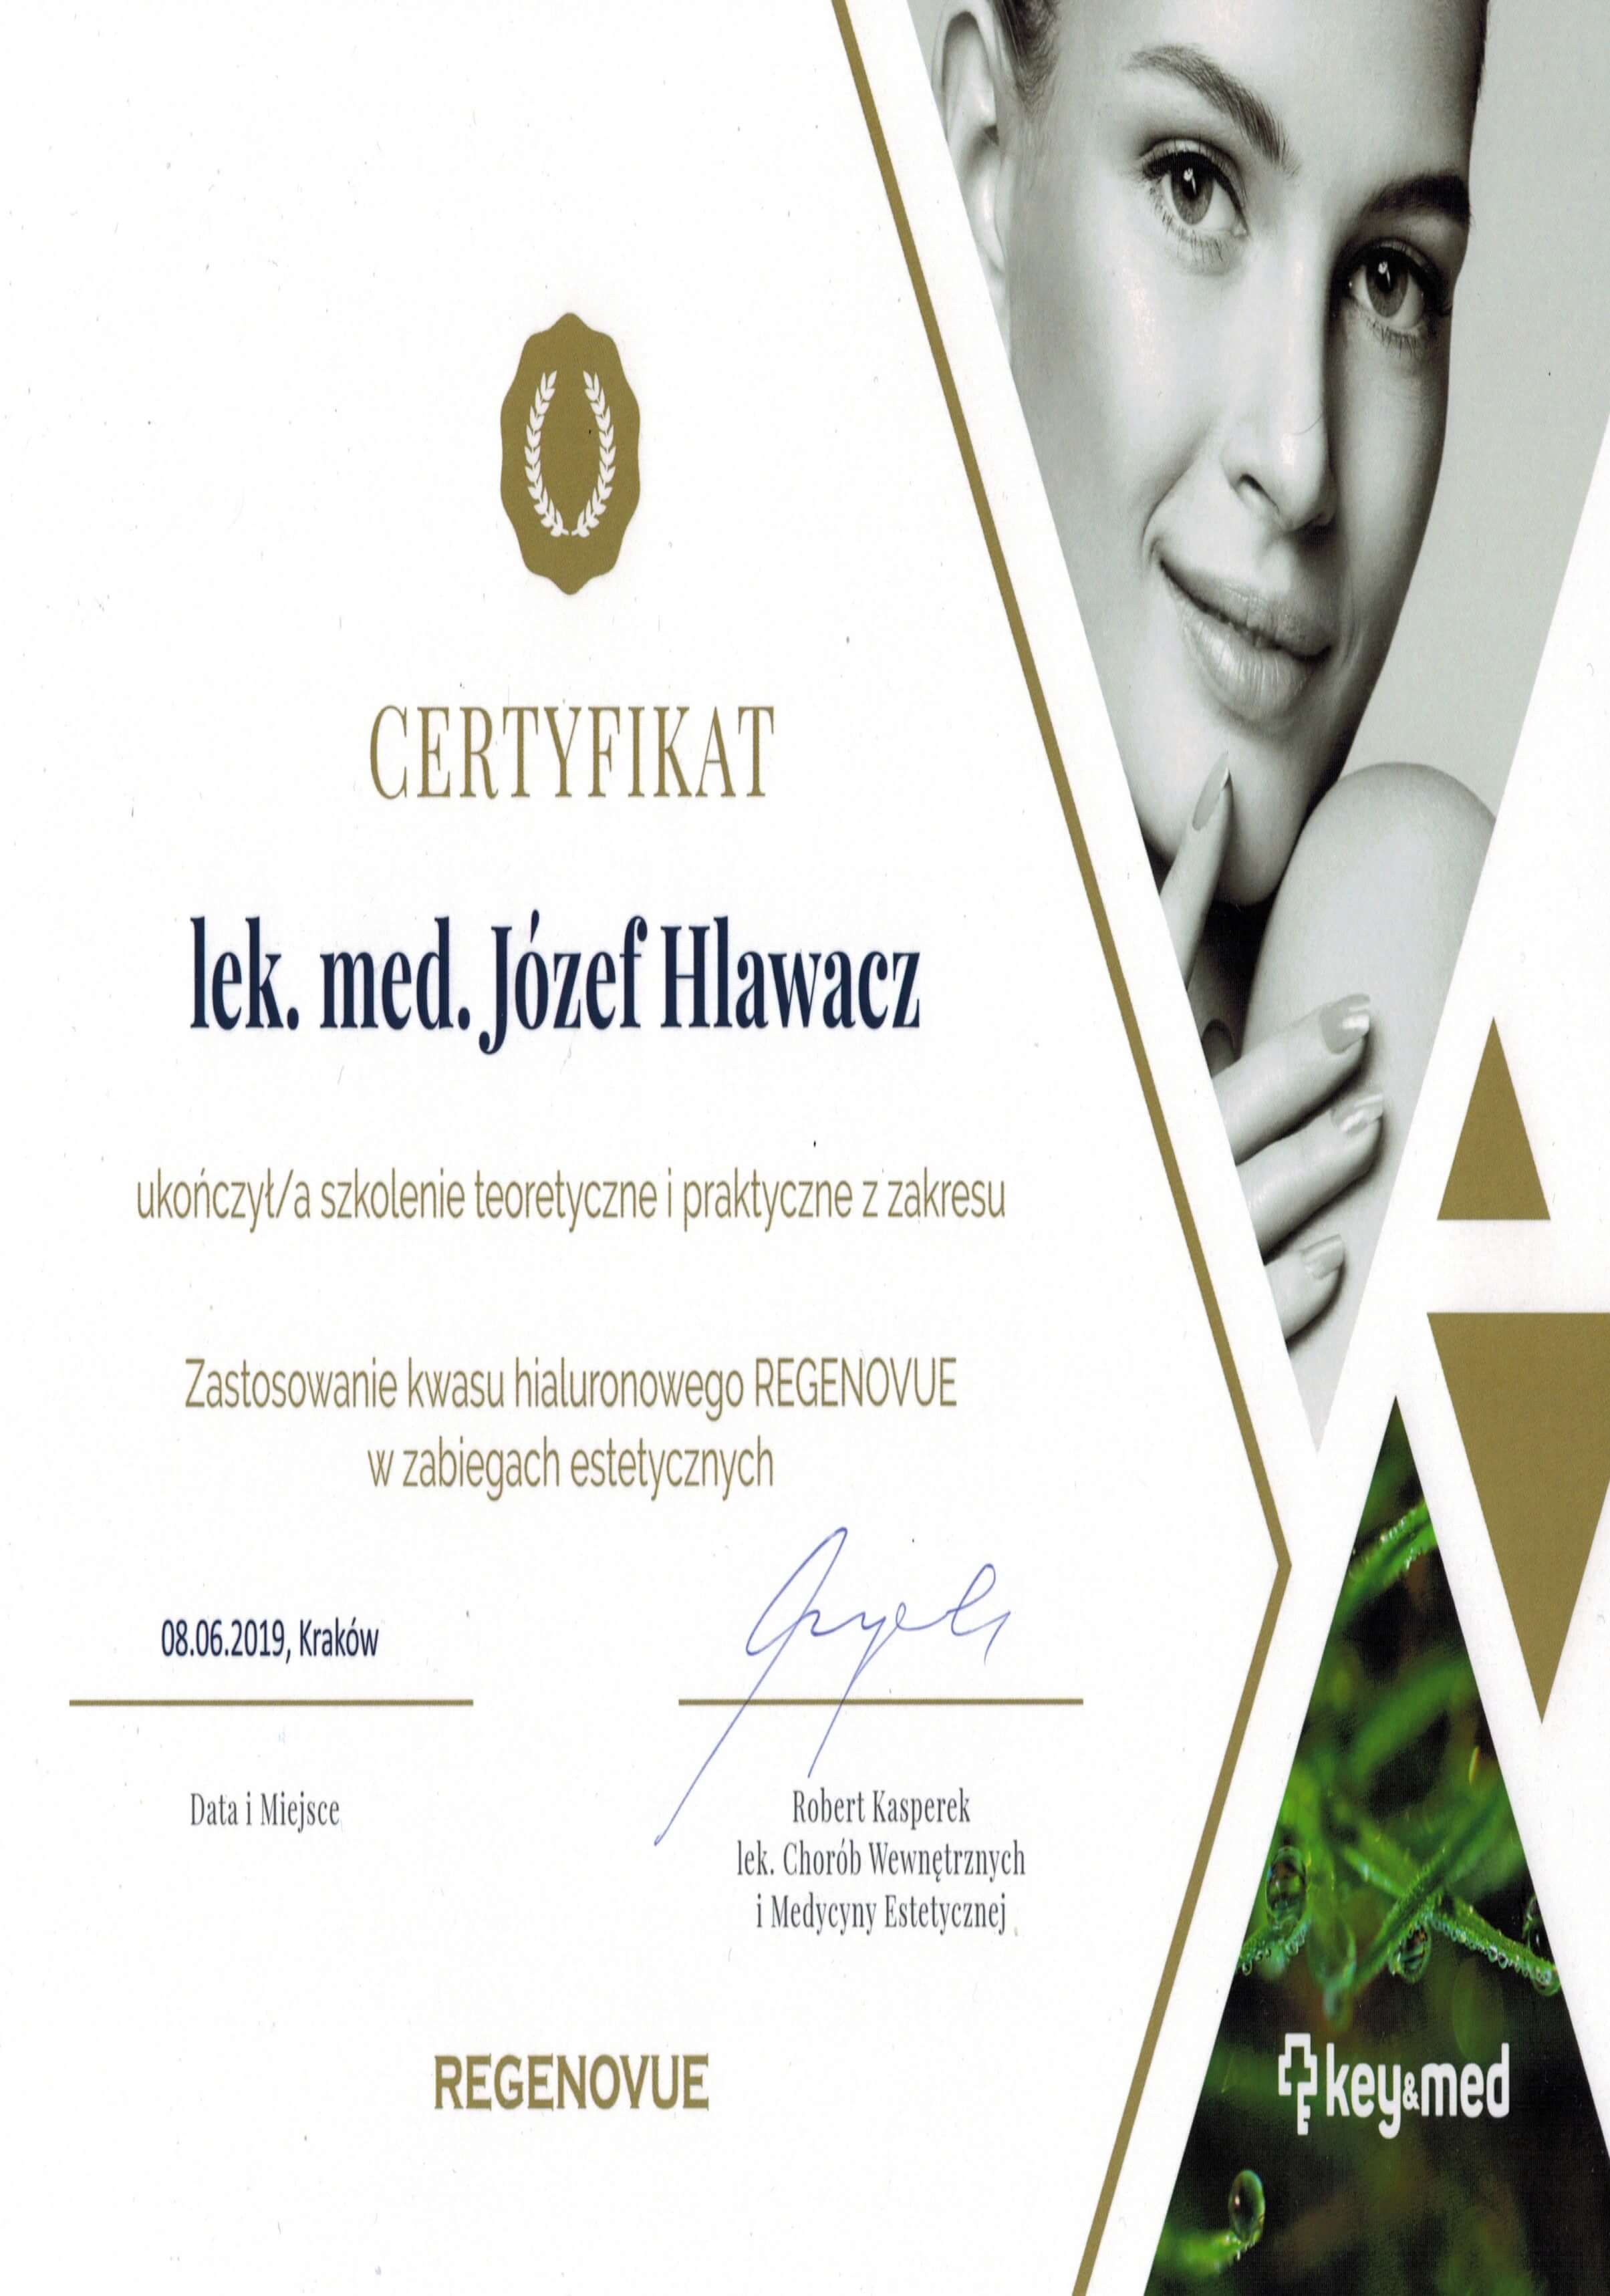 CERTYFIKAT
lek. med. Józef Hlawacz
ukończył/a szkolenie teoretyczne i praktyczne z zakresu
Zastosowanie kwasu hialuronowego REGENOVUE
w zabiegach estetycznych
08.06.2019, Kraków
Data i Miejsce
Robert Kasperek
lek. Chorób Wewnętrznych
i Medycyny Estetycznej
REGENOVUE
key&med